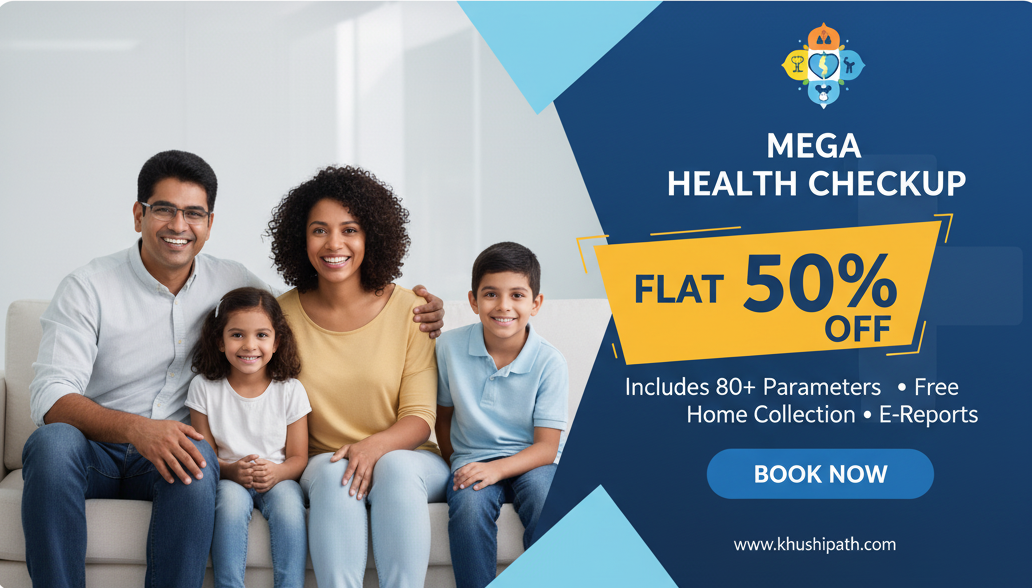 MEGA
HEALTH CHECKUP
FLAT 50%
OFF
Includes 80+ Parameters • Free
Home Collection • E-Reports
BOOK NOW
www.khushipath.com